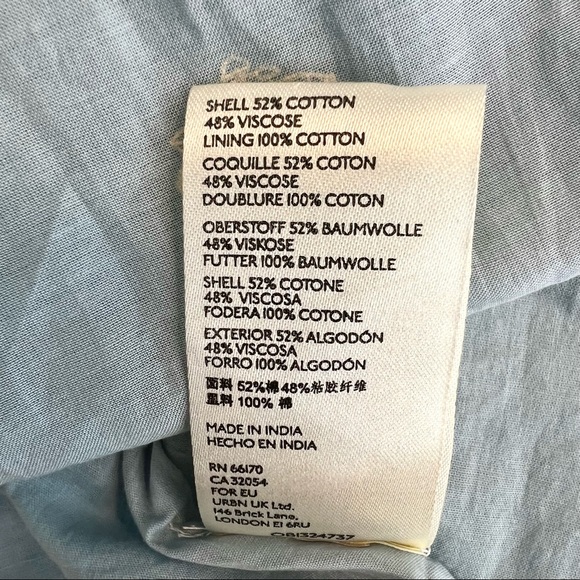 SHELL 52% COTTON
48% VISCOSE
LINING 100% COTTON
COQUILLE 52% COTON
48% VISCOSE
DOUBLURE 100% COTON
OBERSTOFF 52% BAUMWOLLE
48% VISKOSE
FUTTER 100% BAUMWOLLE
SHELL 52% COTONE
48% VISCOSA
FODERA 100% COTONE
EXTERIOR 52% ALGODÓN
48% VISCOSA
FORRO 100% ALGODÓN
面料 52%棉 48%粘胶纤维
里料 100% 棉
MADE IN INDIA
HECHO EN INDIA
RN 66170
CA 32054
FOR EU
URBN UK Ltd.
146 Brick Lane,
LONDON E1 6RU
OB1324737